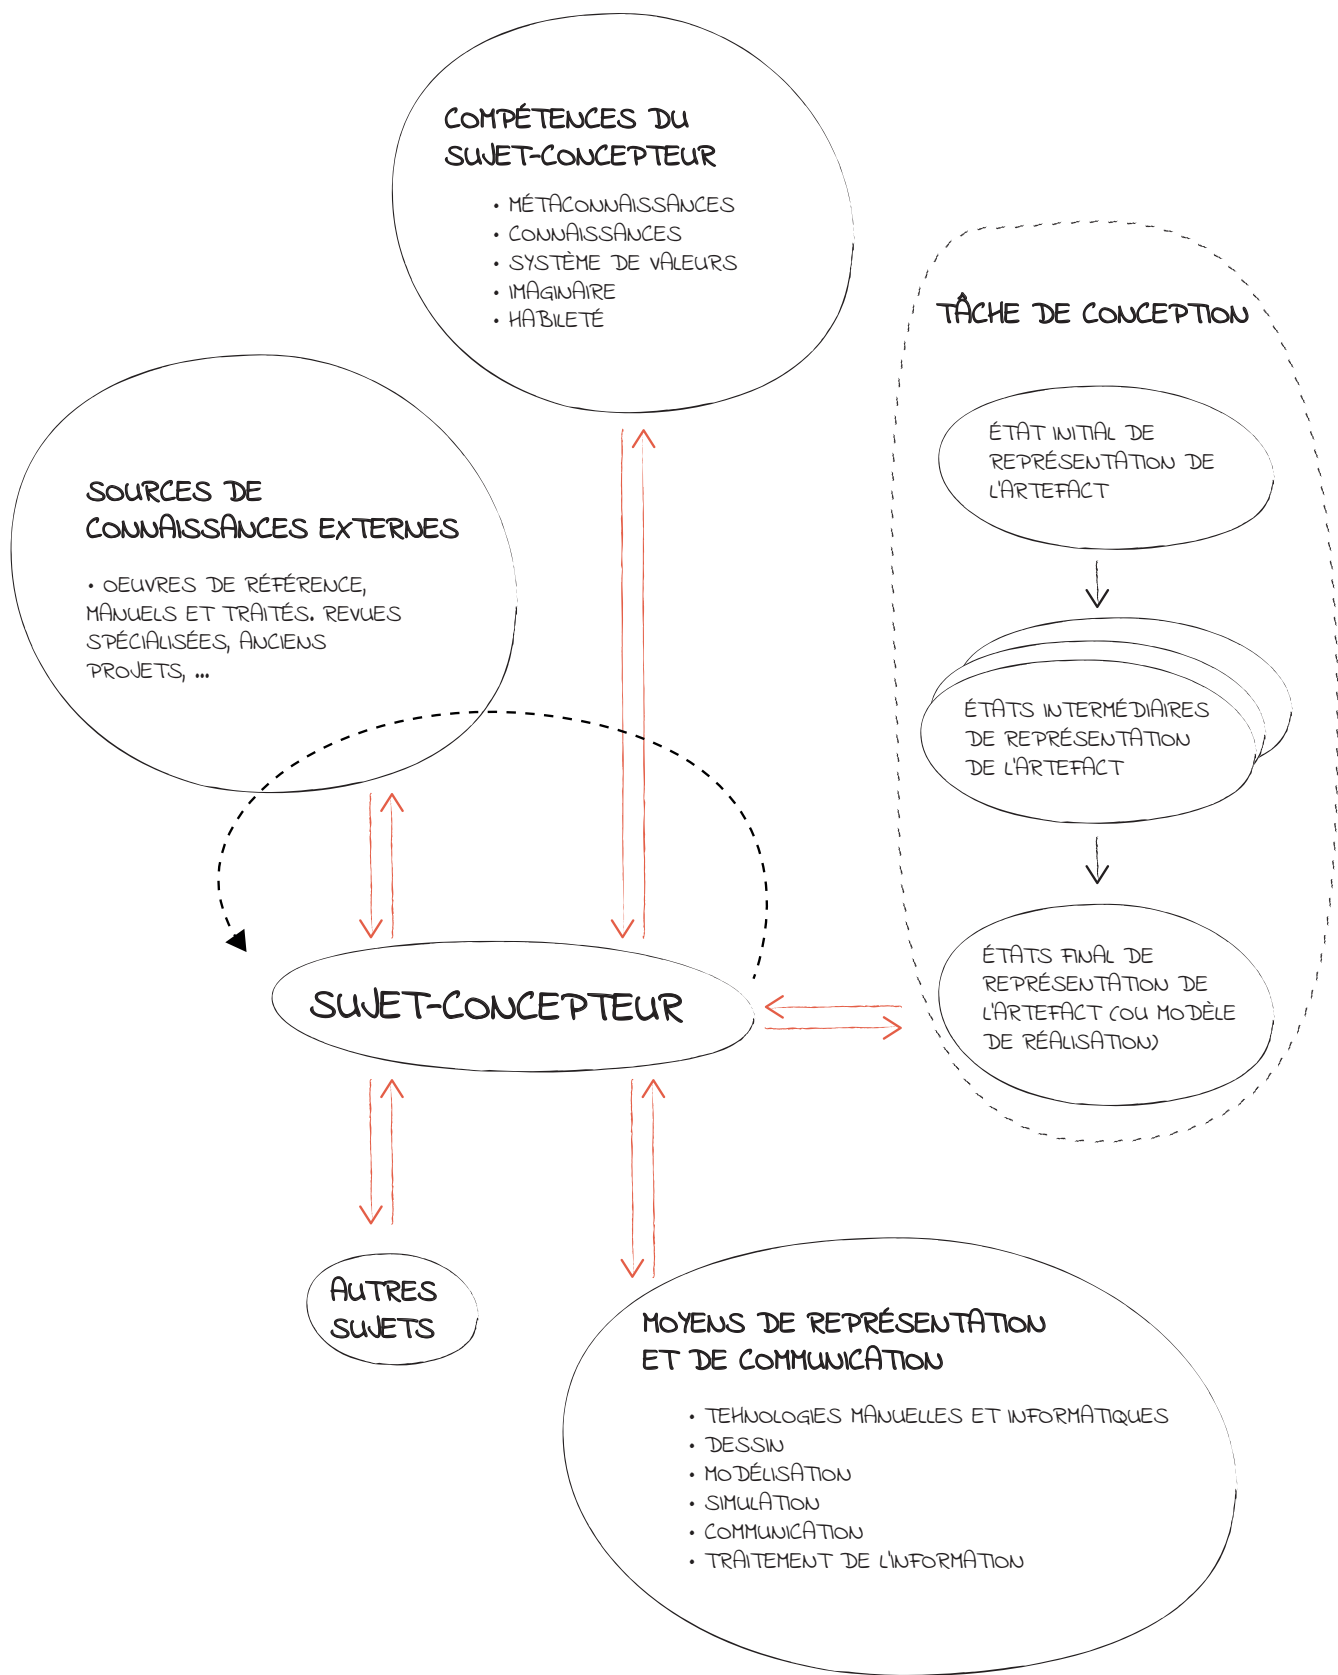 COMPÉTENCES DU
SUJET-CONCEPTEUR
• MÉTACONNAISSANCES
• CONNAISSANCES
• SYSTÈME DE VALEURS
• IMAGINAIRE
• HABILETÉ
SOURCES DE
CONNAISSANCES EXTERNES
• OEUVRES DE RÉFÉRENCE,
MANUELS ET TRAITÉS. REVUES
SPÉCIALISÉES, ANCIENS
PROJETS, ...
TÂCHE DE CONCEPTION
ÉTAT INITIAL DE
REPRÉSENTATION DE
L'ARTEFACT
ÉTATS INTERMÉDIAIRES
DE REPRÉSENTATION
DE L'ARTEFACT
ÉTATS FINAL DE
REPRÉSENTATION DE
L'ARTEFACT (OU MODÈLE
DE RÉALISATION)
SUJET-CONCEPTEUR
AUTRES
SUJETS
MOYENS DE REPRÉSENTATION
ET DE COMMUNICATION
• TEHNOLOGIES MANUELLES ET INFORMATIQUES
• DESSIN
• MODÉLISATION
• SIMULATION
• COMMUNICATION
• TRAITEMENT DE L'INFORMATION